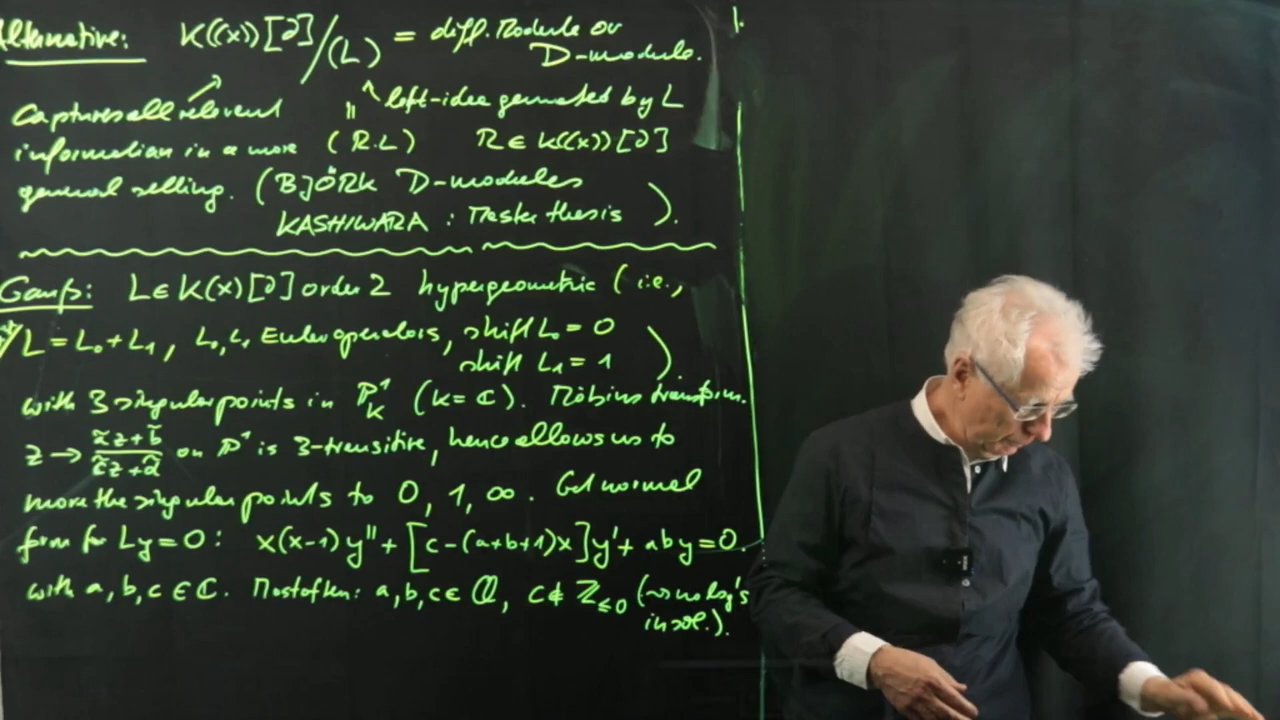 Alternative: K((x))[∂]/(L) = diff. Module or
D-module.
Captures all relevant " ^ left-idea generated by L
information in a more (R.L) R ∈ K((x))[∂]
general setting. (BJÖRK D-modules
KASHIWARA : Master thesis ).
Gauß: L ∈ K(x)[∂] order 2 hypergeometric (i.e.,
L = L₀ + L₁, L₀, L₁ Euler operators, shift L₀ = 0
shift L₁ = 1 ).
with 3 singular points in ℙ¹_K (K = ℂ). Möbius transform.
z → (ãz + b̃)/(c̃z + d̃) on ℙ¹ is 3-transitive, hence allows us to
move the singular points to 0, 1, ∞. Get normal
form for Ly = 0 : x(x-1)y'' + [c-(a+b+1)x]y' + aby = 0.
with a, b, c ∈ ℂ. Most often: a, b, c ∈ ℚ, c ∉ ℤ≤0 (~> no log's
in sol.).
1.